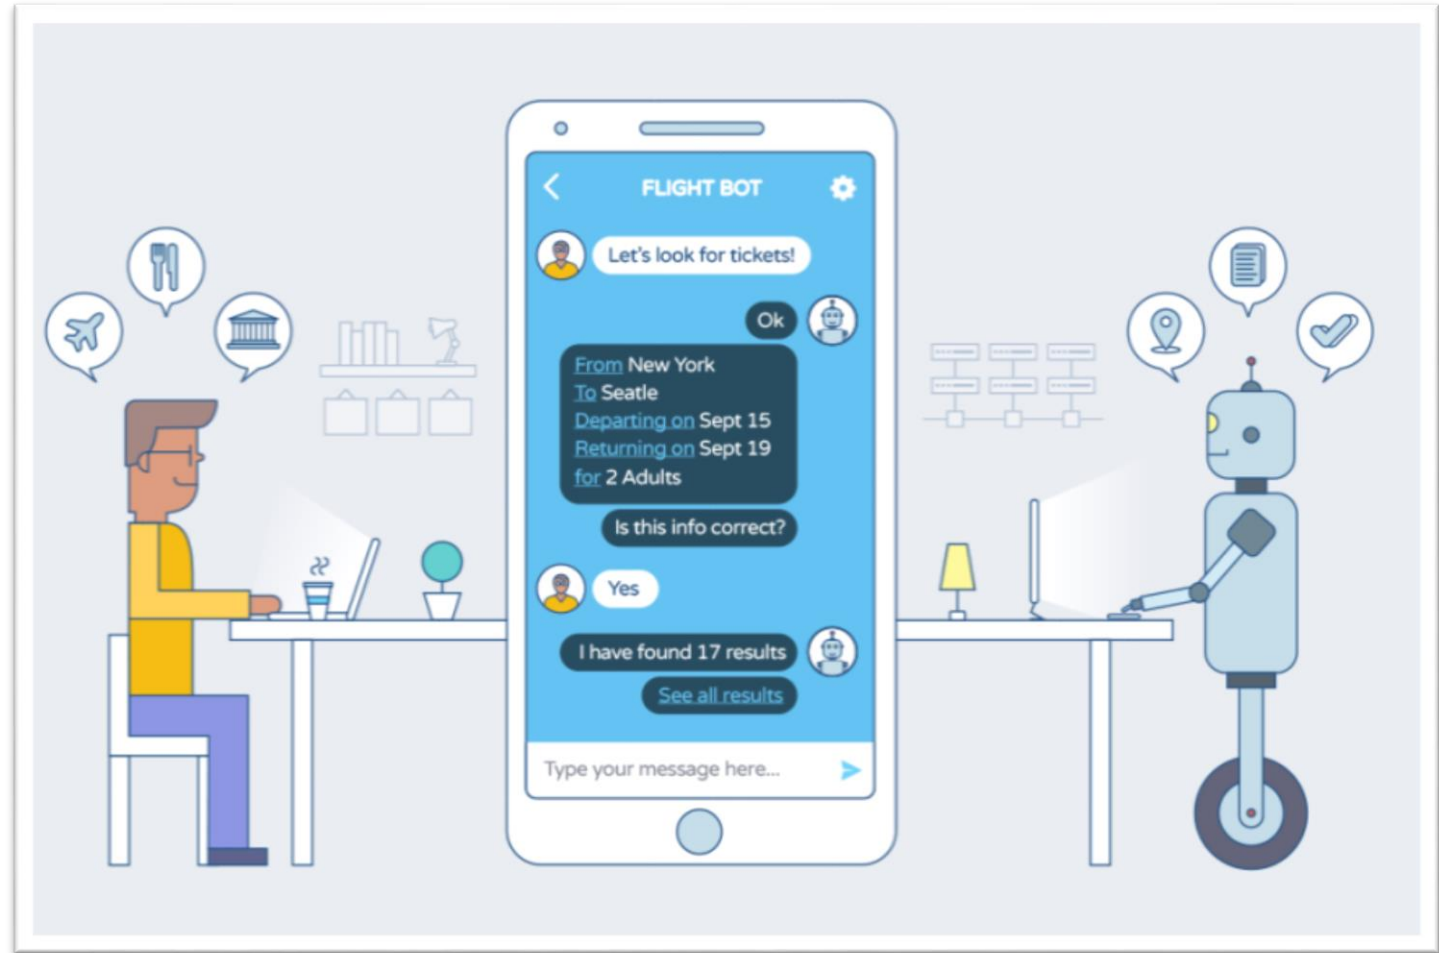 FLIGHT BOT
Let's look for tickets!
Ok
From New York
To Seatle
Departing on Sept 15
Returning on Sept 19
for 2 Adults
Is this info correct?
Yes
I have found 17 results
See all results
Type your message here...